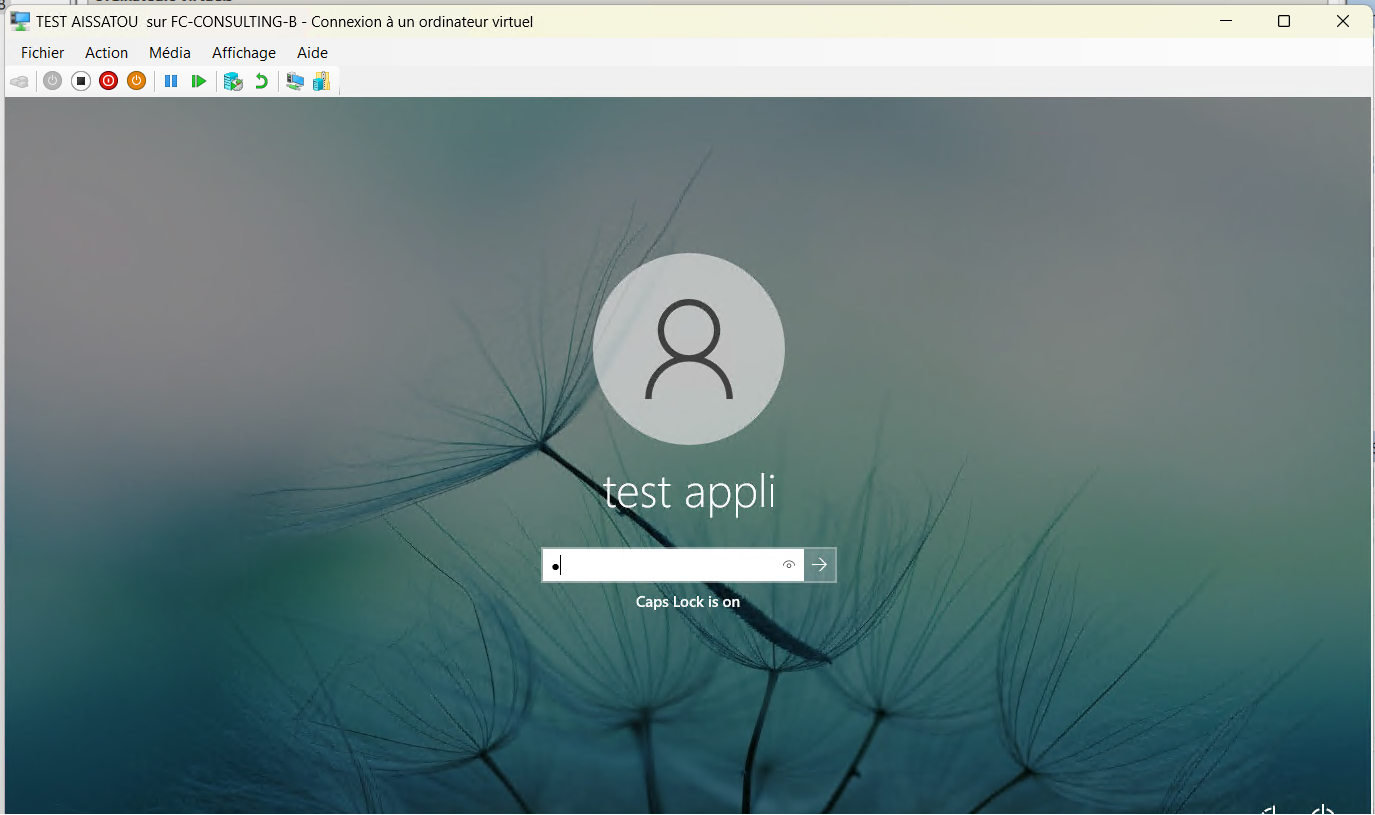 TEST AISSATOU sur FC-CONSULTING-B - Connexion à un ordinateur virtuel
Fichier Action Média Affichage Aide
test appli
Caps Lock is on